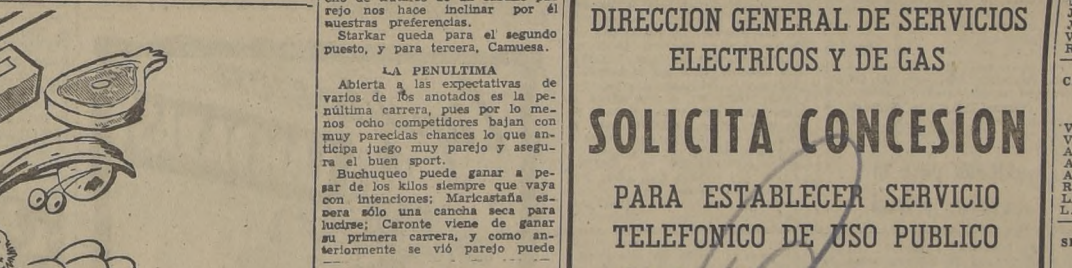 rejo nos hace inclinar por él
nuestras preferencias.
Starkar queda para el segundo
puesto, y para tercera, Camuesa.
LA PENULTIMA
Abierta a las expectativas de
varios de los anotados es la pe-
núltima carrera, pues por lo me-
nos ocho competidores bajan con
muy parecidas chances lo que an-
ticipa juego muy parejo y asegu-
ra el buen sport.
Buchuqueo puede ganar a pe-
sar de los kilos siempre que vaya
con intenciones; Maricastaña es-
pera sólo una cancha seca para
lucirse; Caronte viene de ganar
su primera carrera, y como an-
teriormente se vió parejo puede
DIRECCION GENERAL DE SERVICIOS
ELECTRICOS Y DE GAS
SOLICITA CONCESÍON
PARA ESTABLECER SERVICIO
TELEFONICO DE USO PUBLICO